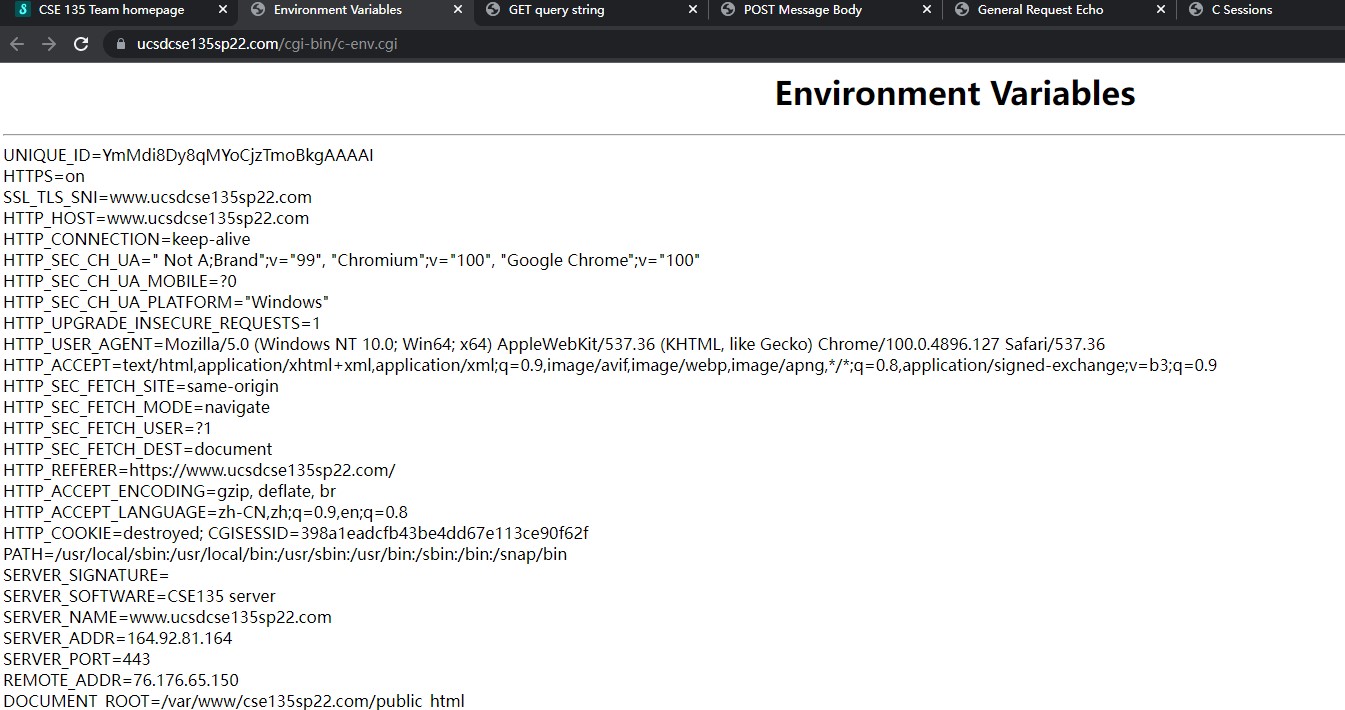 CSE 135 Team homepage
Environment Variables
GET query string
POST Message Body
General Request Echo
C Sessions
ucsdcse135sp22.com/cgi-bin/c-env.cgi
Environment Variables
UNIQUE_ID=YmMdi8Dy8qMYoCjzTmoBkgAAAAI
HTTPS=on
SSL_TLS_SNI=www.ucsdcse135sp22.com
HTTP_HOST=www.ucsdcse135sp22.com
HTTP_CONNECTION=keep-alive
HTTP_SEC_CH_UA=" Not A;Brand";v="99", "Chromium";v="100", "Google Chrome";v="100"
HTTP_SEC_CH_UA_MOBILE=?0
HTTP_SEC_CH_UA_PLATFORM="Windows"
HTTP_UPGRADE_INSECURE_REQUESTS=1
HTTP_USER_AGENT=Mozilla/5.0 (Windows NT 10.0; Win64; x64) AppleWebKit/537.36 (KHTML, like Gecko) Chrome/100.0.4896.127 Safari/537.36
HTTP_ACCEPT=text/html,application/xhtml+xml,application/xml;q=0.9,image/avif,image/webp,image/apng,*/*;q=0.8,application/signed-exchange;v=b3;q=0.9
HTTP_SEC_FETCH_SITE=same-origin
HTTP_SEC_FETCH_MODE=navigate
HTTP_SEC_FETCH_USER=?1
HTTP_SEC_FETCH_DEST=document
HTTP_REFERER=https://www.ucsdcse135sp22.com/
HTTP_ACCEPT_ENCODING=gzip, deflate, br
HTTP_ACCEPT_LANGUAGE=zh-CN,zh;q=0.9,en;q=0.8
HTTP_COOKIE=destroyed; CGISESSID=398a1eadcfb43be4dd67e113ce90f62f
PATH=/usr/local/sbin:/usr/local/bin:/usr/sbin:/usr/bin:/sbin:/bin:/snap/bin
SERVER_SIGNATURE=
SERVER_SOFTWARE=CSE135 server
SERVER_NAME=www.ucsdcse135sp22.com
SERVER_ADDR=164.92.81.164
SERVER_PORT=443
REMOTE_ADDR=76.176.65.150
DOCUMENT_ROOT=/var/www/cse135sp22.com/public_html